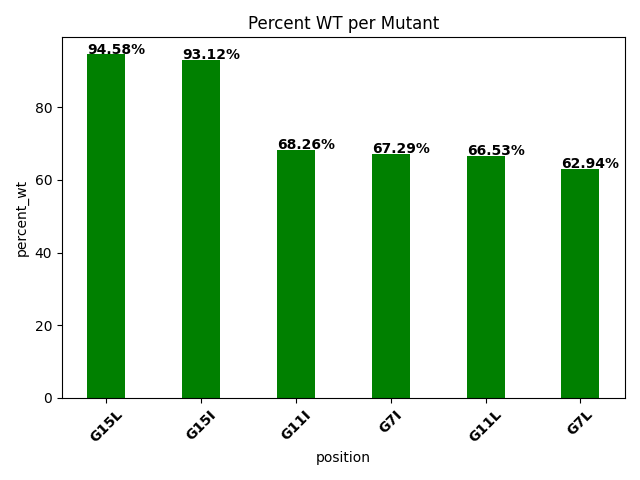 Percent WT per Mutant
94.58%
93.12%
68.26%
67.29%
66.53%
62.94%
80
60
40
20
0
percent_wt
G15L
G15I
G11I
G7I
G11L
G7L
position